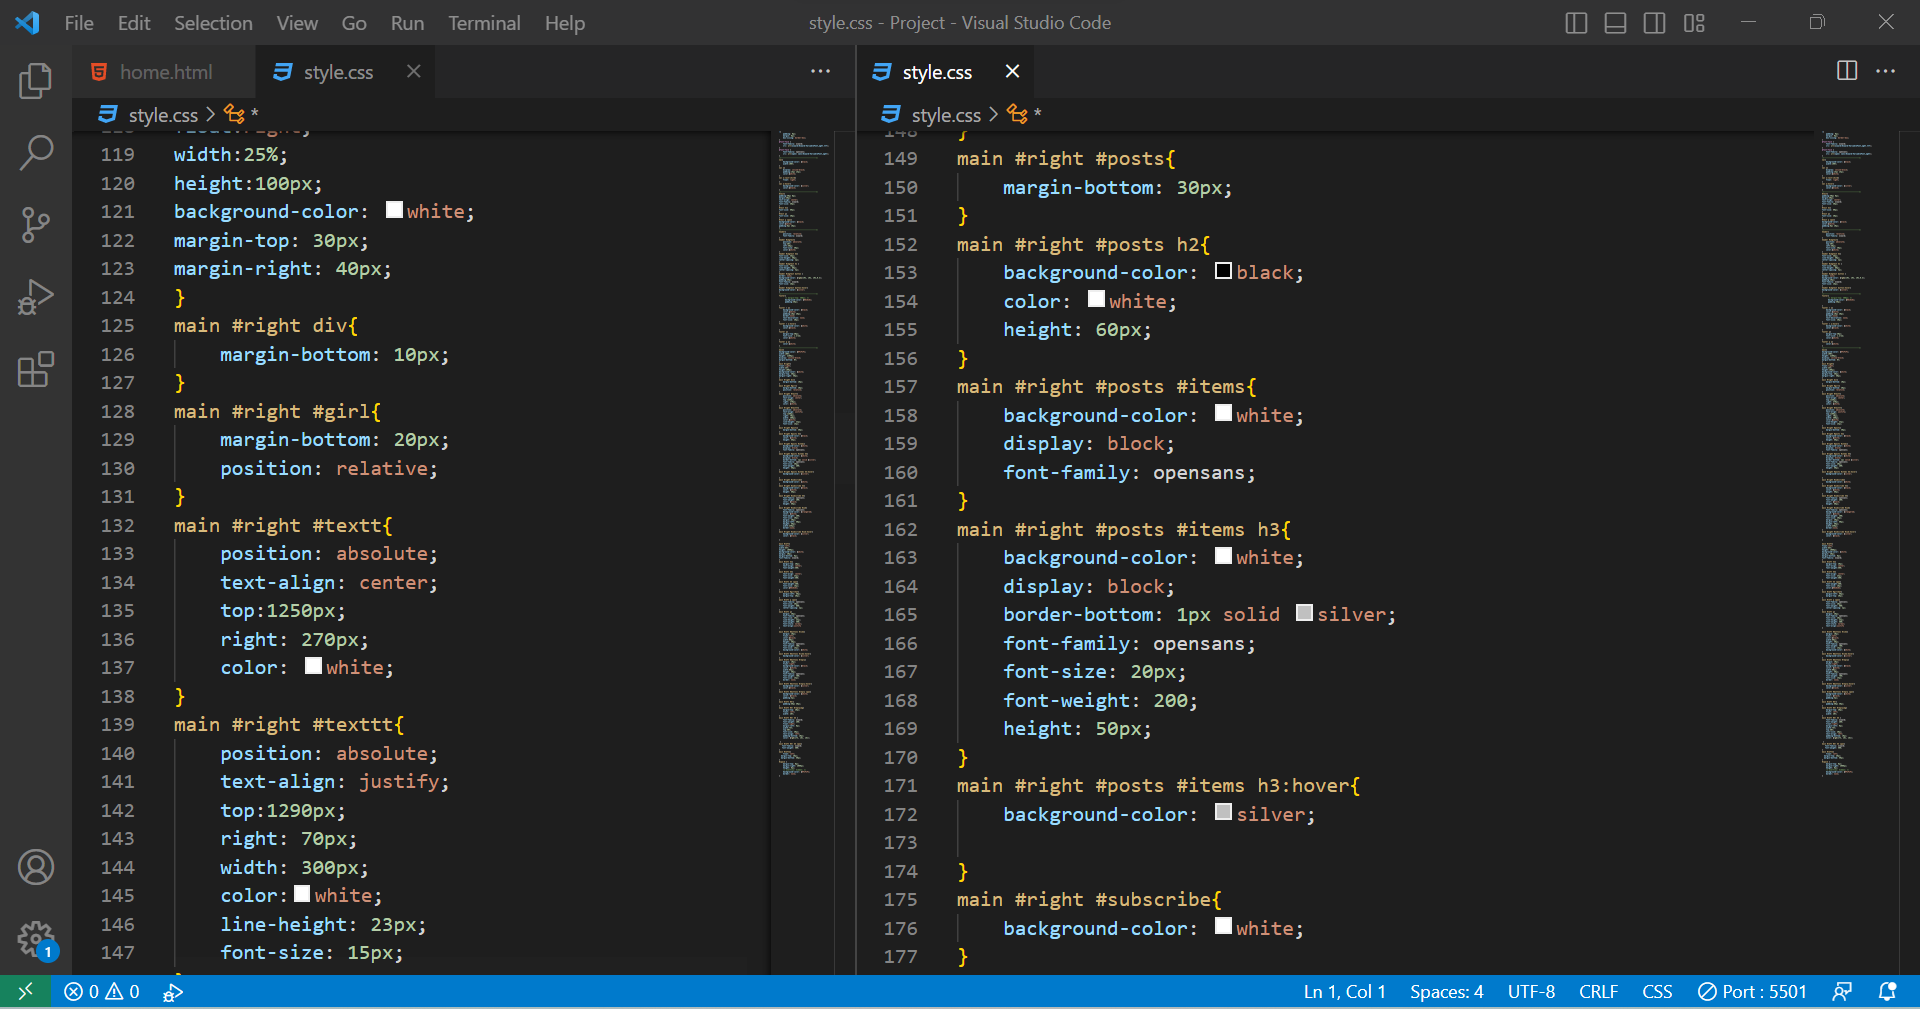 File Edit Selection View Go Run Terminal Help
style.css - Project - Visual Studio Code
home.html
style.css
style.css > *
119 width:25%;
120 height:100px;
121 background-color: white;
122 margin-top: 30px;
123 margin-right: 40px;
124 }
125 main #right div{
126 margin-bottom: 10px;
127 }
128 main #right #girl{
129 margin-bottom: 20px;
130 position: relative;
131 }
132 main #right #textt{
133 position: absolute;
134 text-align: center;
135 top:1250px;
136 right: 270px;
137 color: white;
138 }
139 main #right #texttt{
140 position: absolute;
141 text-align: justify;
142 top:1290px;
143 right: 70px;
144 width: 300px;
145 color: white;
146 line-height: 23px;
147 font-size: 15px;
style.css
style.css > *
148 }
149 main #right #posts{
150 margin-bottom: 30px;
151 }
152 main #right #posts h2{
153 background-color: black;
154 color: white;
155 height: 60px;
156 }
157 main #right #posts #items{
158 background-color: white;
159 display: block;
160 font-family: opensans;
161 }
162 main #right #posts #items h3{
163 background-color: white;
164 display: block;
165 border-bottom: 1px solid silver;
166 font-family: opensans;
167 font-size: 20px;
168 font-weight: 200;
169 height: 50px;
170 }
171 main #right #posts #items h3:hover{
172 background-color: silver;
173
174 }
175 main #right #subscribe{
176 background-color: white;
177 }
1
0 0
Ln 1, Col 1 Spaces: 4 UTF-8 CRLF CSS Port : 5501